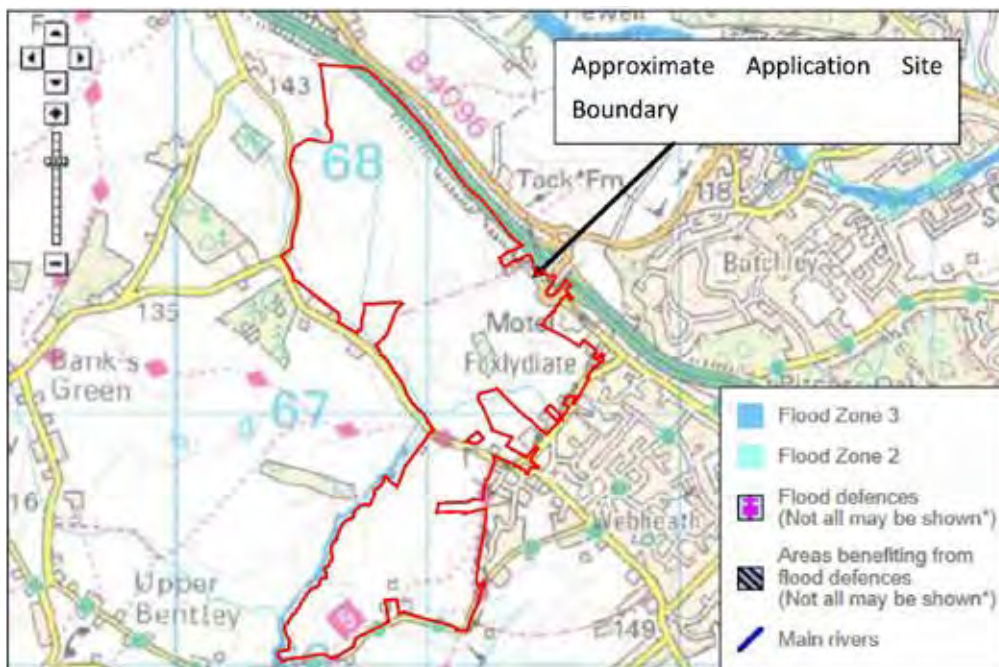 143
B-4096
Approximate Application Site
Boundary
68
Tack Fm
118
Batchley
135
Motel
Foxlydiate
Bank's
Green
67
Flood Zone 3
Flood Zone 2
Flood defences
(Not all may be shown*)
Areas benefiting from
flood defences
(Not all may be shown*)
Main rivers
16
Webheath
Upper
Bentley
149